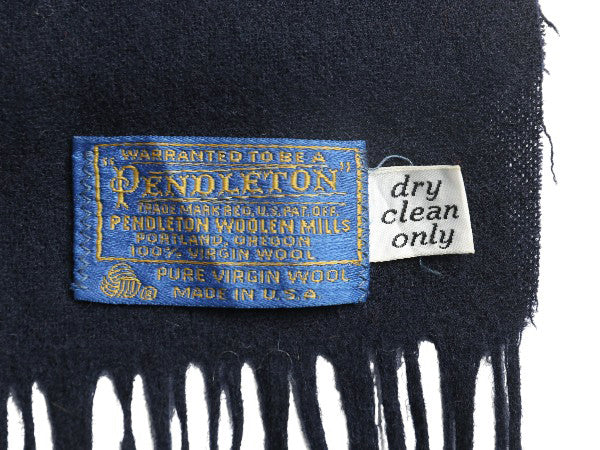 WARRANTED TO BE A
"PENDLETON"
TRADE MARK REG. U.S. PAT. OFF.
PENDLETON WOOLEN MILLS
PORTLAND, OREGON
100% VIRGIN WOOL
PURE VIRGIN WOOL
MADE IN U.S.A
dry
clean
only